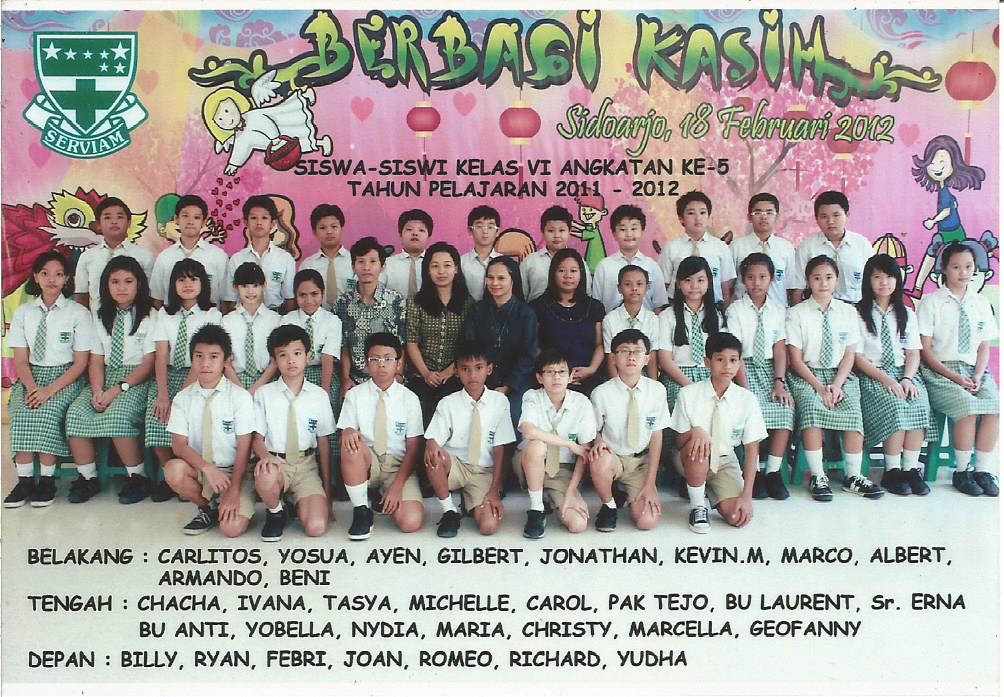 BERBAGI KASIH
SERVIAM
Sidoarjo, 18 Februari 2012
SISWA-SISWI KELAS VI ANGKATAN KE-5
TAHUN PELAJARAN 2011 - 2012
BELAKANG : CARLITOS, YOSUA, AYEN, GILBERT, JONATHAN, KEVIN.M, MARCO, ALBERT,
ARMANDO, BENI
TENGAH : CHACHA, IVANA, TASYA, MICHELLE, CAROL, PAK TEJO, BU LAURENT, Sr. ERNA
BU ANTI, YOBELLA, NYDIA, MARIA, CHRISTY, MARCELLA, GEOFANNY
DEPAN : BILLY, RYAN, FEBRI, JOAN, ROMEO, RICHARD, YUDHA